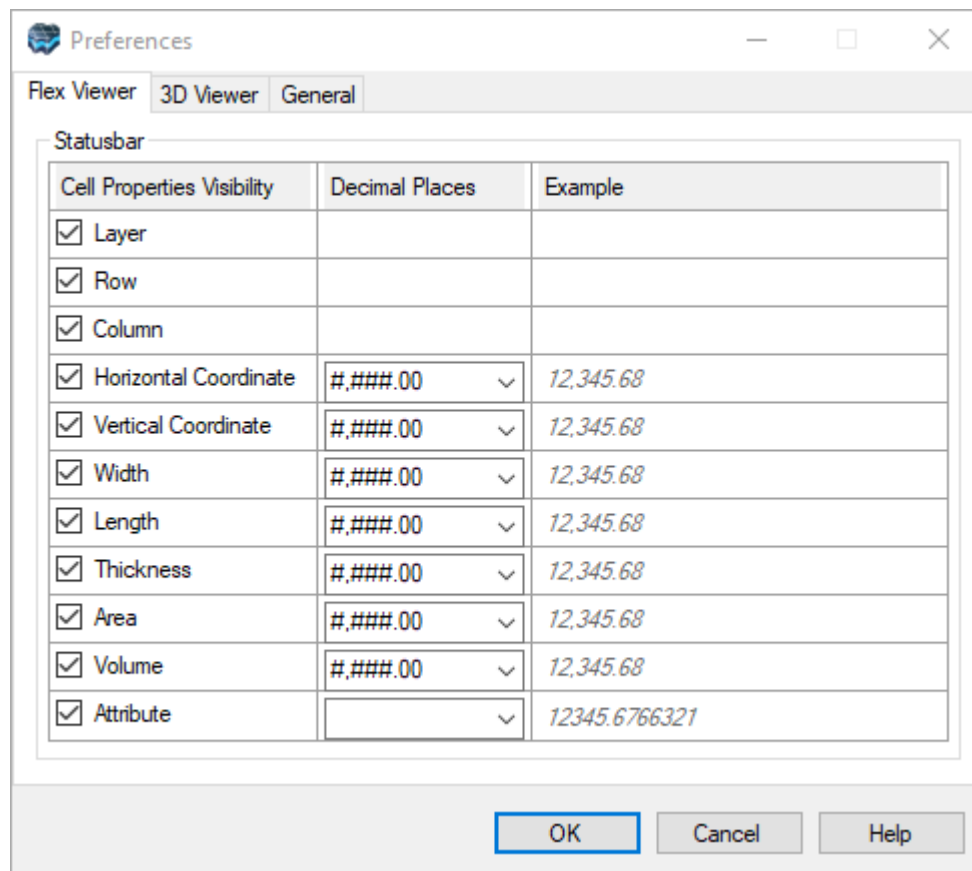 Preferences
Flex Viewer 3D Viewer General
Statusbar
Cell Properties Visibility Decimal Places Example
Layer
Row
Column
Horizontal Coordinate #,###.00 12,345.68
Vertical Coordinate #,###.00 12,345.68
Width #,###.00 12,345.68
Length #,###.00 12,345.68
Thickness #,###.00 12,345.68
Area #,###.00 12,345.68
Volume #,###.00 12,345.68
Attribute 12345.6766321
OK Cancel Help